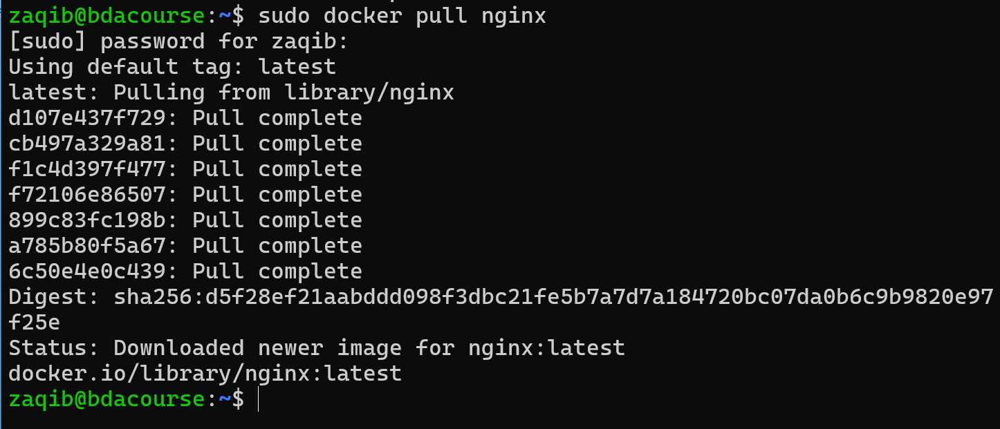 zaqib@bdacourse:~$ sudo docker pull nginx
[sudo] password for zaqib:
Using default tag: latest
latest: Pulling from library/nginx
d107e437f729: Pull complete
cb497a329a81: Pull complete
f1c4d397f477: Pull complete
f72106e86507: Pull complete
899c83fc198b: Pull complete
a785b80f5a67: Pull complete
6c50e4e0c439: Pull complete
Digest: sha256:d5f28ef21aabddd098f3dbc21fe5b7a7d7a184720bc07da0b6c9b9820e97
f25e
Status: Downloaded newer image for nginx:latest
docker.io/library/nginx:latest
zaqib@bdacourse:~$